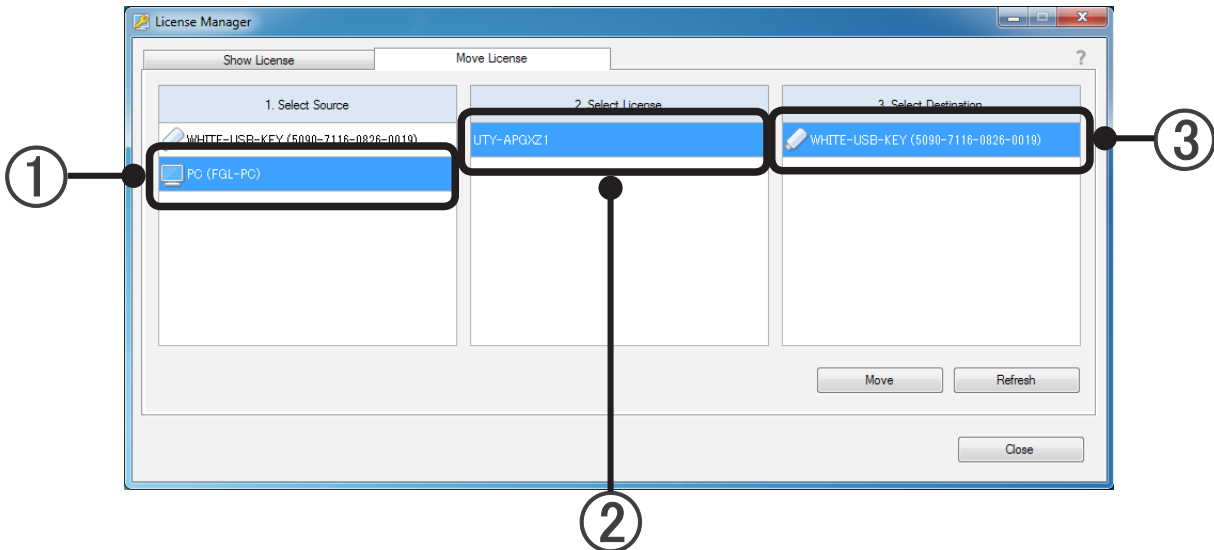 License Manager
Show License
Move License
?
1. Select Source
2. Select License
3. Select Destination
WHITE-USB-KEY (5090-7116-0826-0019)
UTY-APGXZ1
WHITE-USB-KEY (5090-7116-0826-0019)
PC (FGL-PC)
①
③
Move
Refresh
Close
②